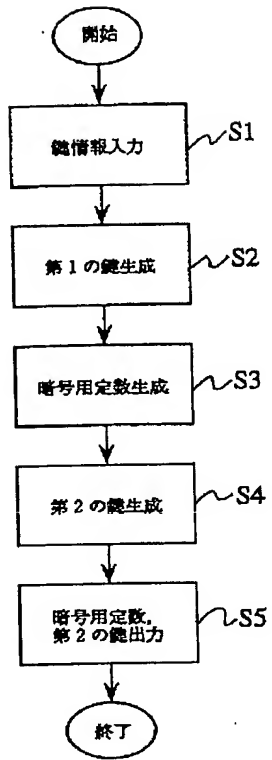 開始
鍵情報入力
S1
第1の鍵生成
S2
暗号用定数生成
S3
第2の鍵生成
S4
暗号用定数,
第2の鍵出力
S5
終了